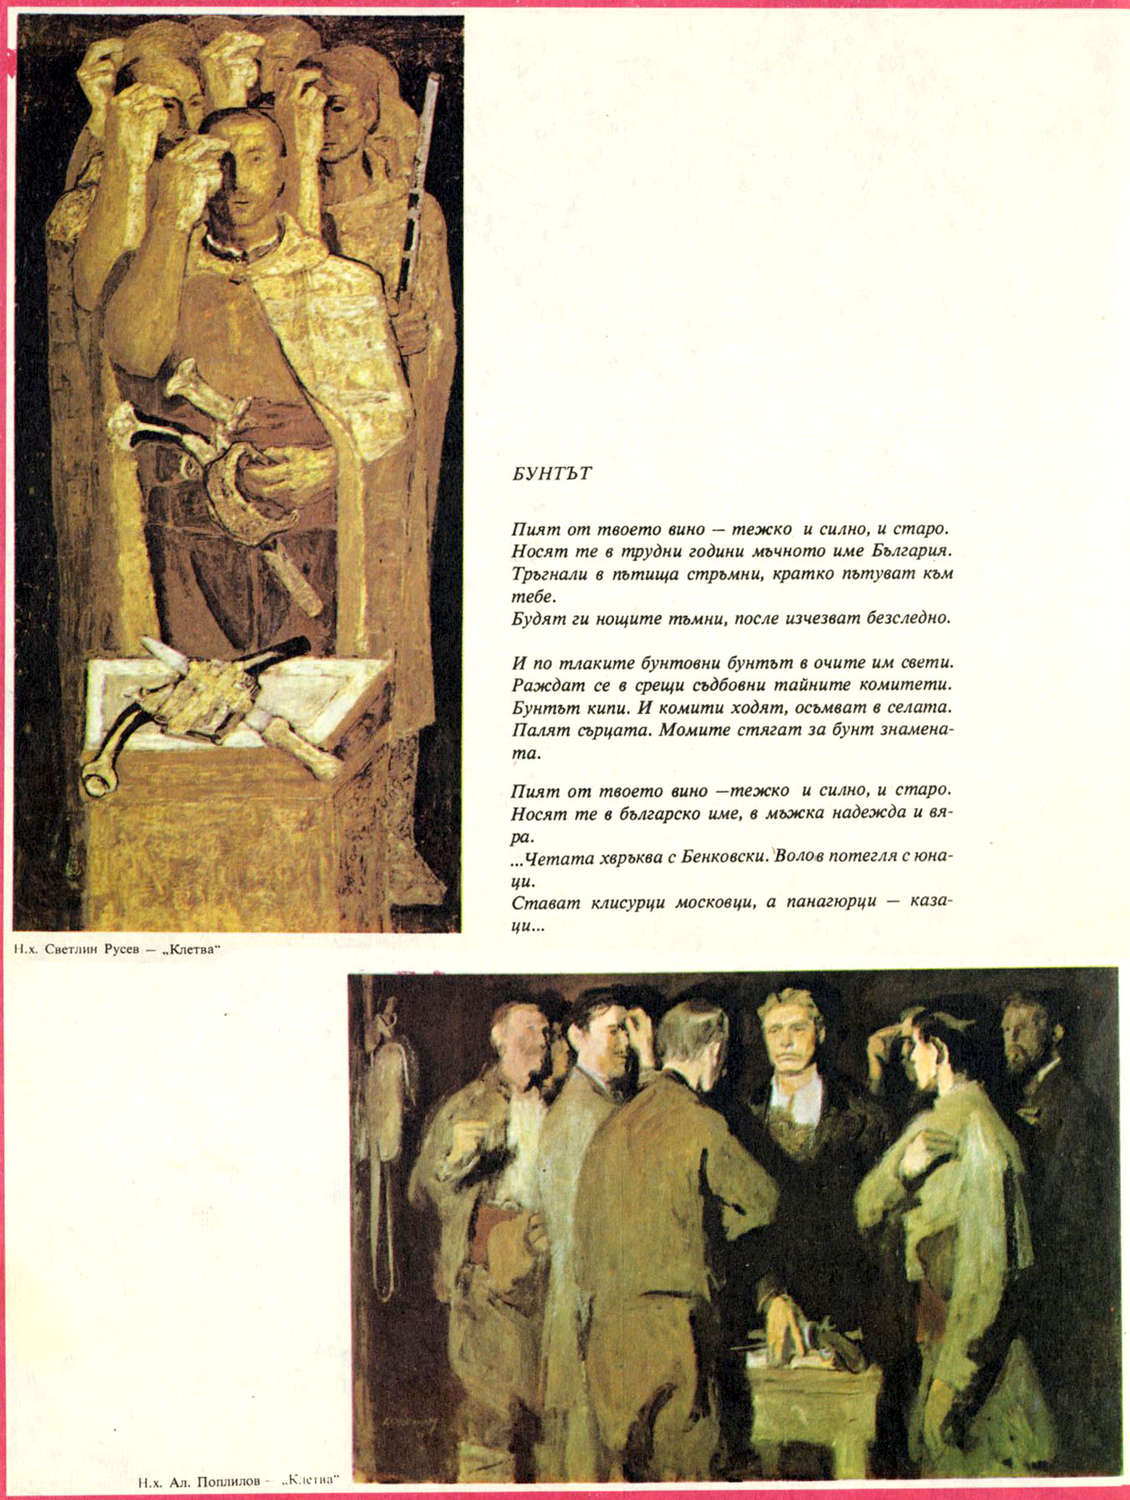 БУНТЪТ
Пият от твоето вино — тежко и силно, и старо.
Носят те в трудни години мъчното име България.
Тръгнали в пътища стръмни, кратко пътуват към
тебе.
Будят ги нощите тъмни, после изчезват безследно.
И по тлаките бунтовни бунтът в очите им свети.
Раждат се в срещи съдбовни тайните комитети.
Бунтът кипи. И комити ходят, осъмват в селата.
Палят сърцата. Момите стягат за бунт знамена-
та.
Пият от твоето вино —тежко и силно, и старо.
Носят те в българско име, в мъжка надежда и вя-
ра.
...Четата хвръква с Бенковски. Волов потегля с юна-
ци.
Стават клисурци московци, а панагюрци — каза-
ци...
Н.х. Светлин Русев — „Клетва“
Н.х. Ал. Поплилов - „Клетва“